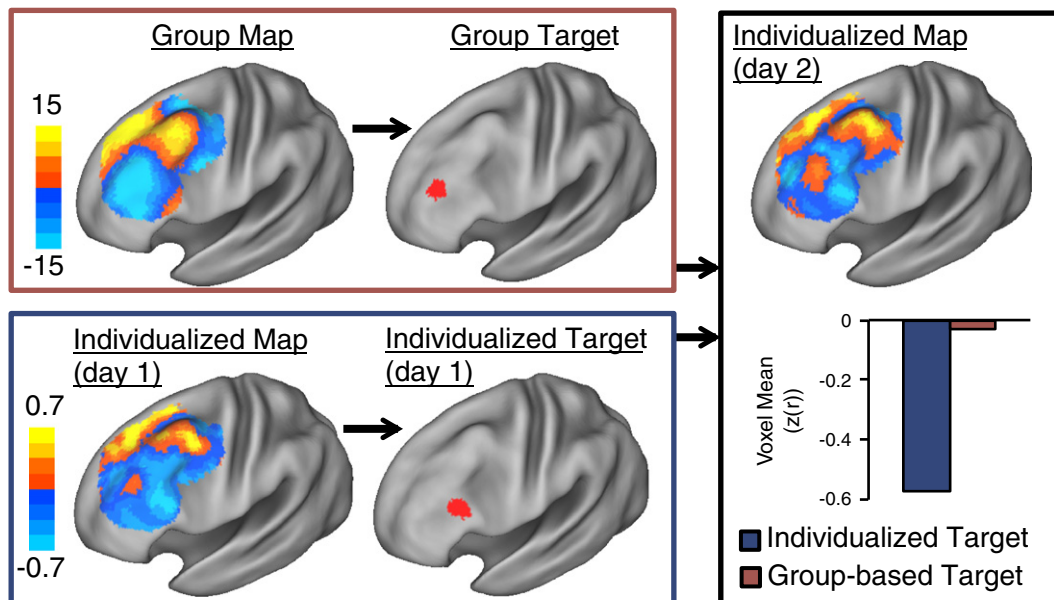 Group Map
Group Target
15
-15
Individualized Map
(day 1)
Individualized Target
(day 1)
0.7
-0.7
Individualized Map
(day 2)
0
-0.2
-0.4
-0.6
Voxel Mean
(z(r))
Individualized Target
Group-based Target